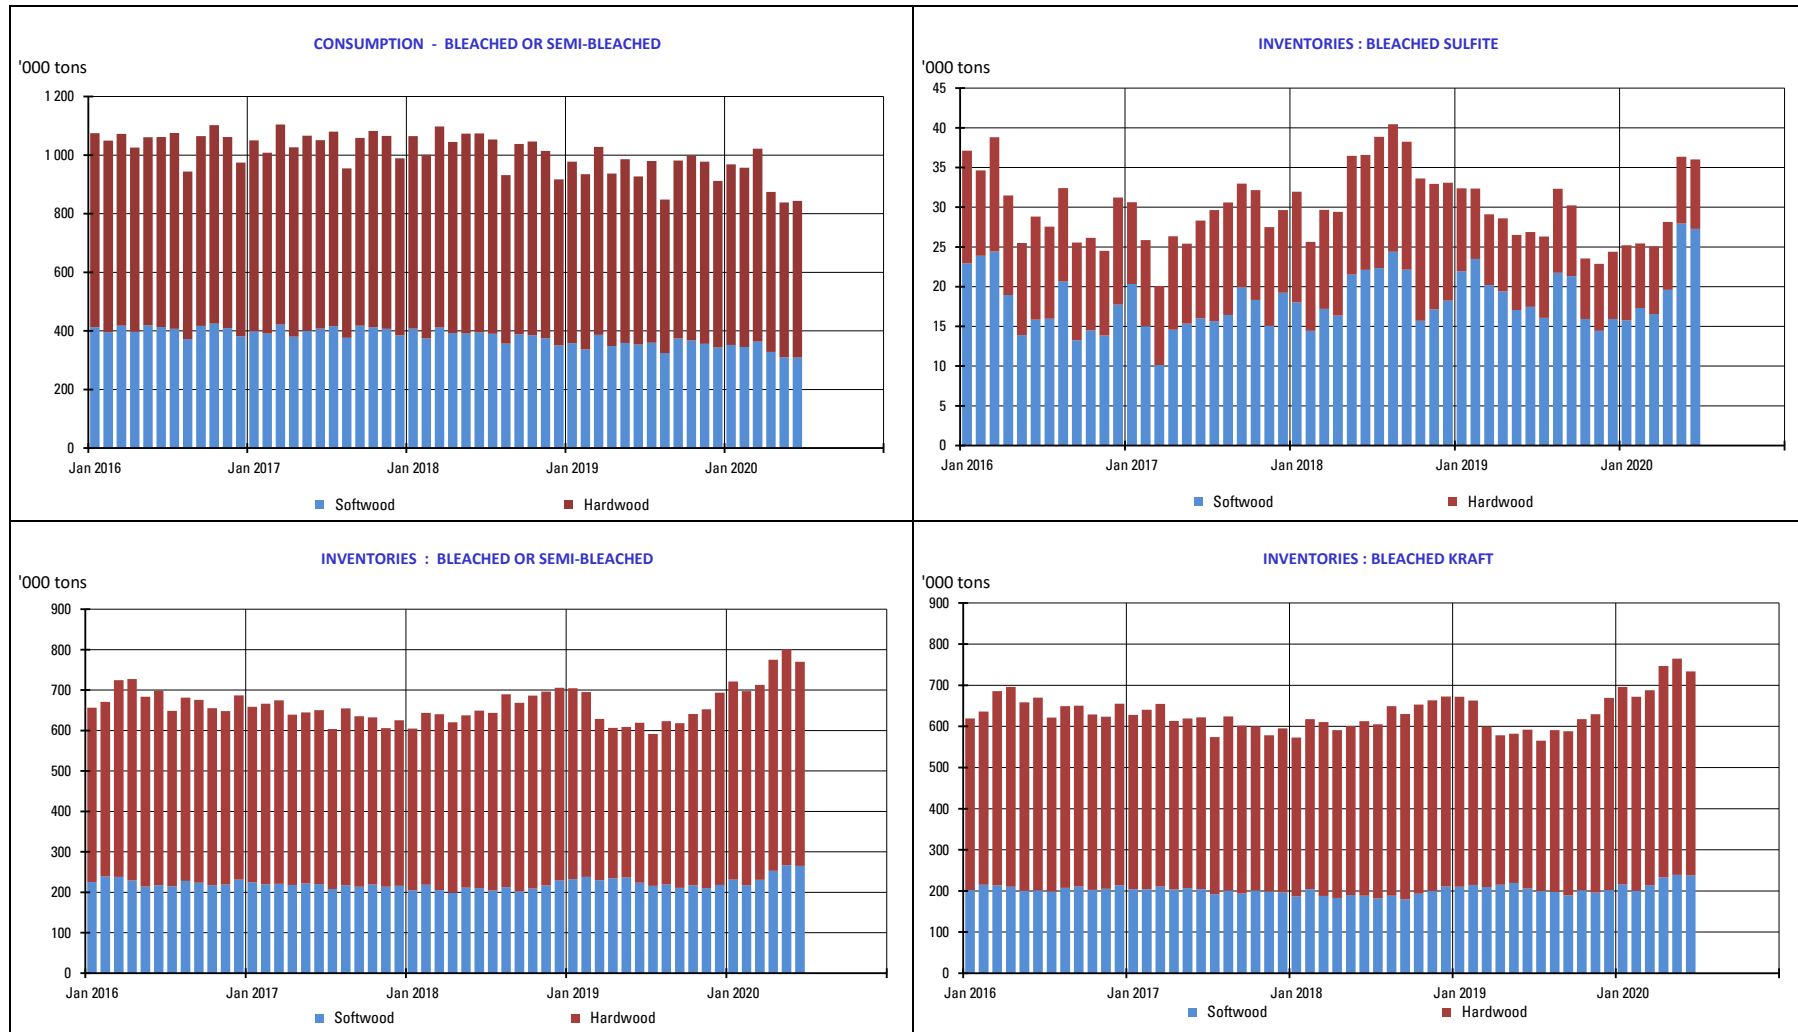 CONSUMPTION - BLEACHED OR SEMI-BLEACHED
'000 tons
1 200
1 000
800
600
400
200
0
Jan 2016 Jan 2017 Jan 2018 Jan 2019 Jan 2020
Softwood Hardwood
INVENTORIES : BLEACHED SULFITE
'000 tons
45
40
35
30
25
20
15
10
5
0
Jan 2016 Jan 2017 Jan 2018 Jan 2019 Jan 2020
Softwood Hardwood
INVENTORIES : BLEACHED OR SEMI-BLEACHED
'000 tons
900
800
700
600
500
400
300
200
100
0
Jan 2016 Jan 2017 Jan 2018 Jan 2019 Jan 2020
Softwood Hardwood
INVENTORIES : BLEACHED KRAFT
'000 tons
900
800
700
600
500
400
300
200
100
0
Jan 2016 Jan 2017 Jan 2018 Jan 2019 Jan 2020
Softwood Hardwood